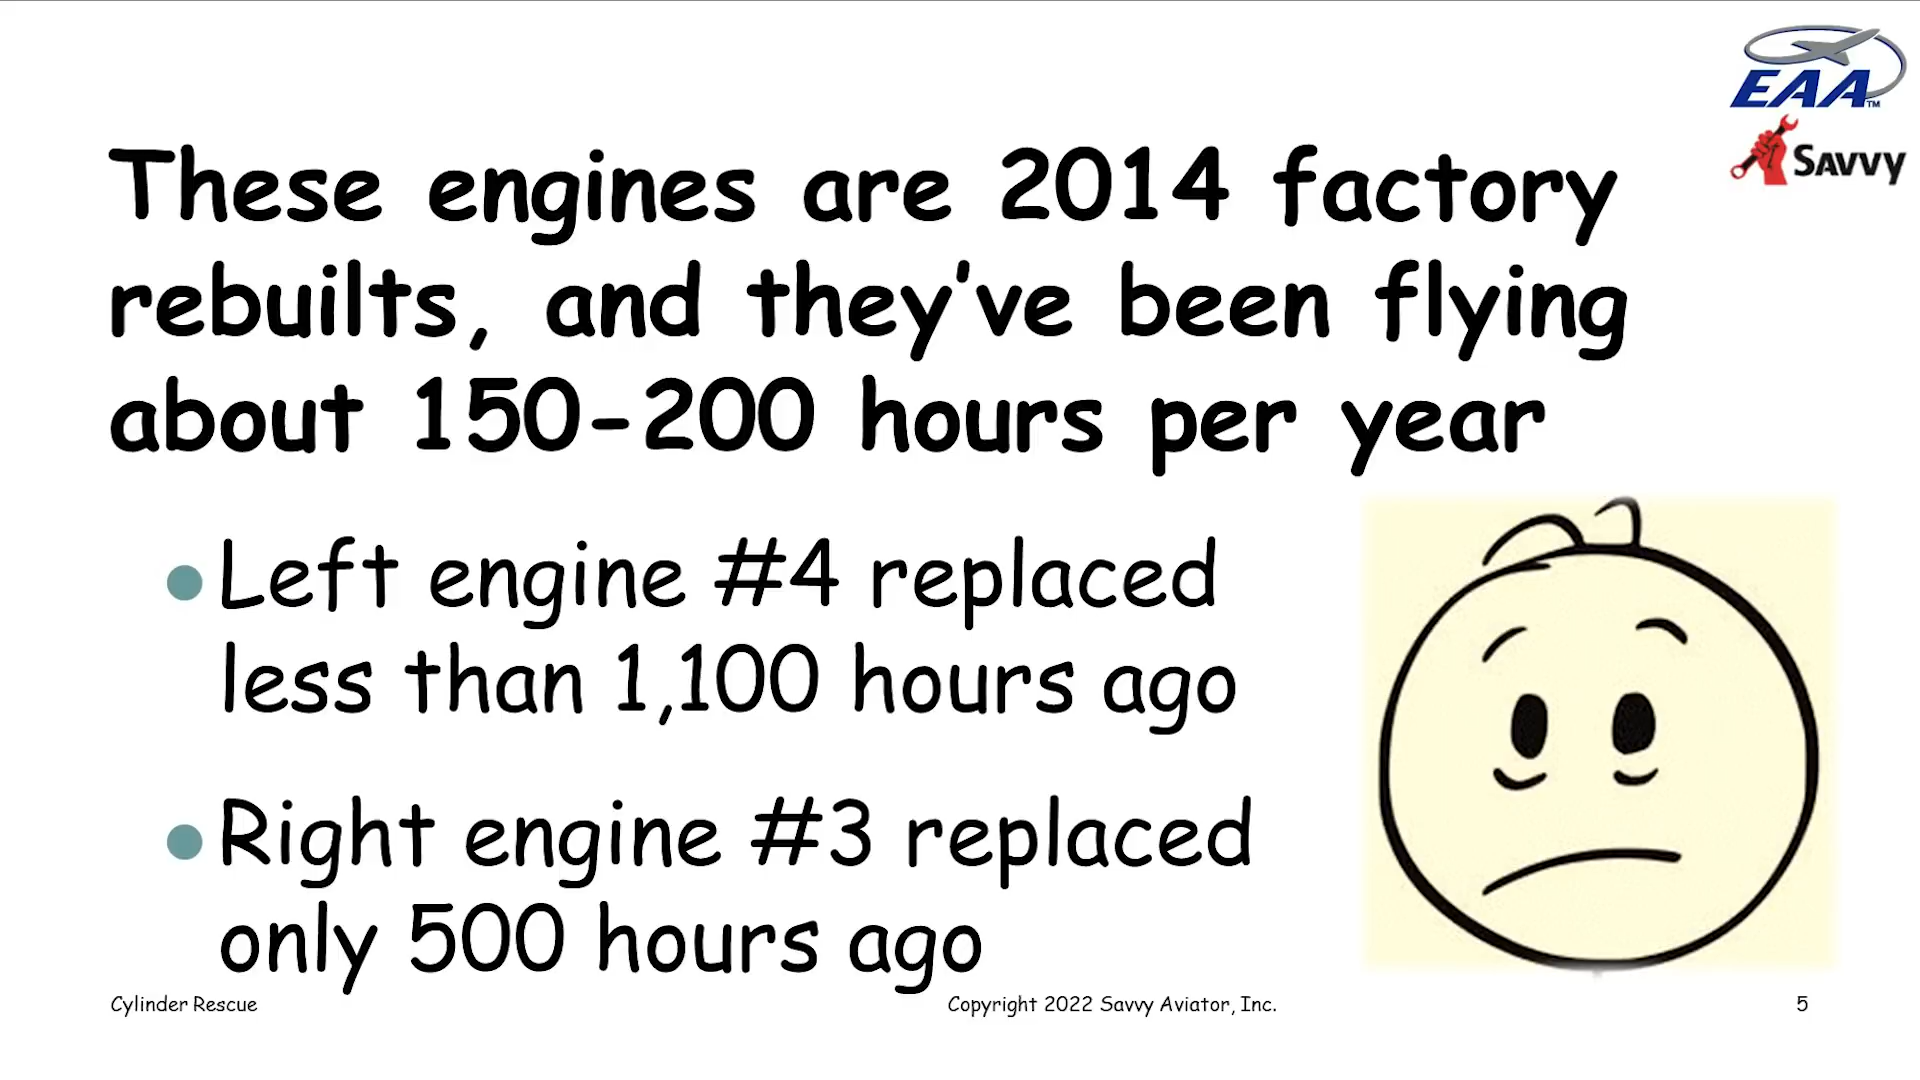 EAA™
SAVVY
These engines are 2014 factory
rebuilts, and they’ve been flying
about 150-200 hours per year
●Left engine #4 replaced
less than 1,100 hours ago
●Right engine #3 replaced
only 500 hours ago
Cylinder Rescue
Copyright 2022 Savvy Aviator, Inc.
5